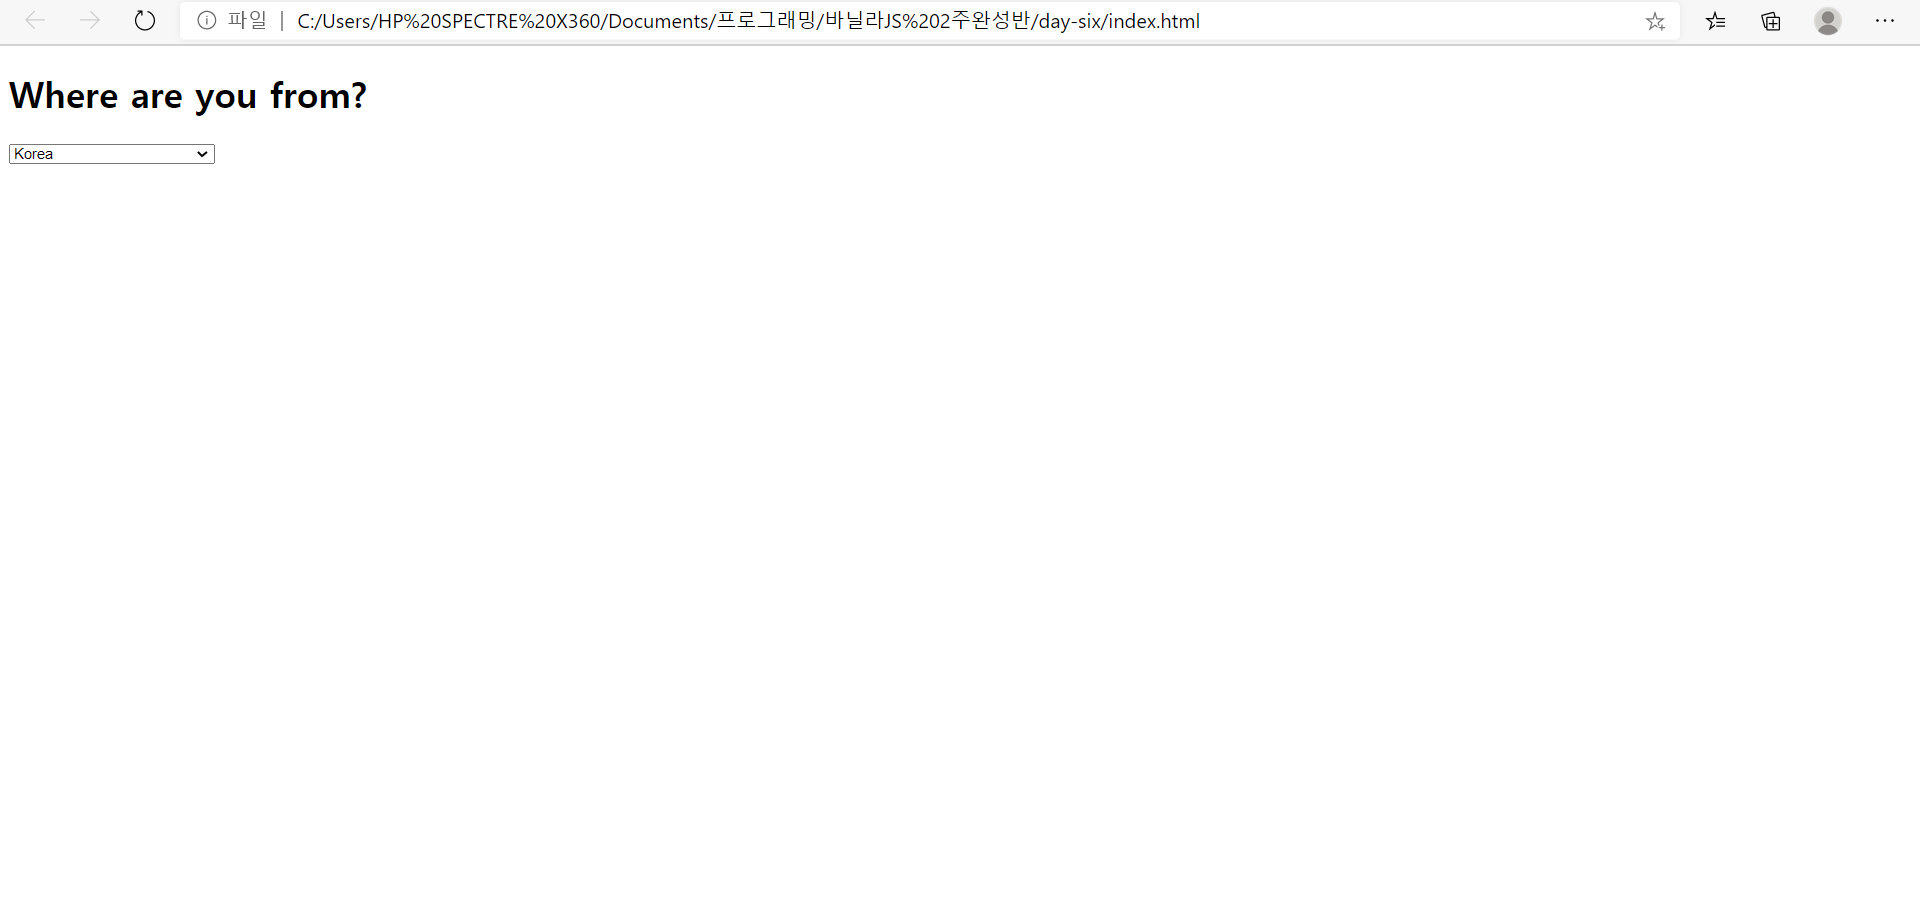 파일 | C:/Users/HP%20SPECTRE%20X360/Documents/프로그래밍/바닐라JS%202주완성반/day-six/index.html
Where are you from?
Korea